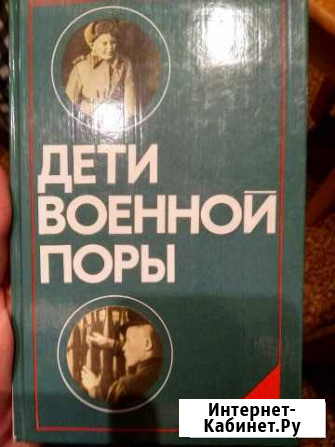 ДЕТИ
ВОЕННОЙ
ПОРЫ
Интернет-
Кабинет.Ру